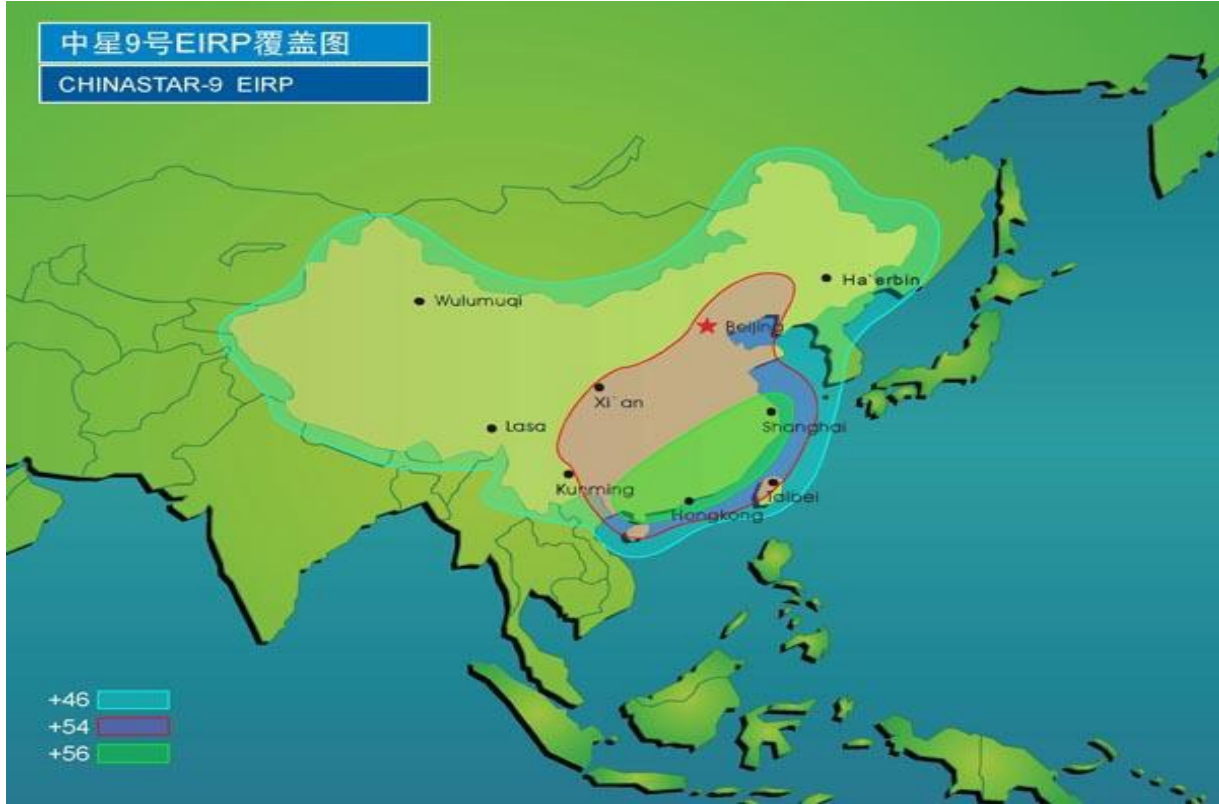 中星9号EIRP覆盖图
CHINASTAR-9 EIRP
Ha`erbin
Wulumuqi
Beijing
Xi`an
Lasa
Shanghai
Kunming
Taibei
Hongkong
+46
+54
+56